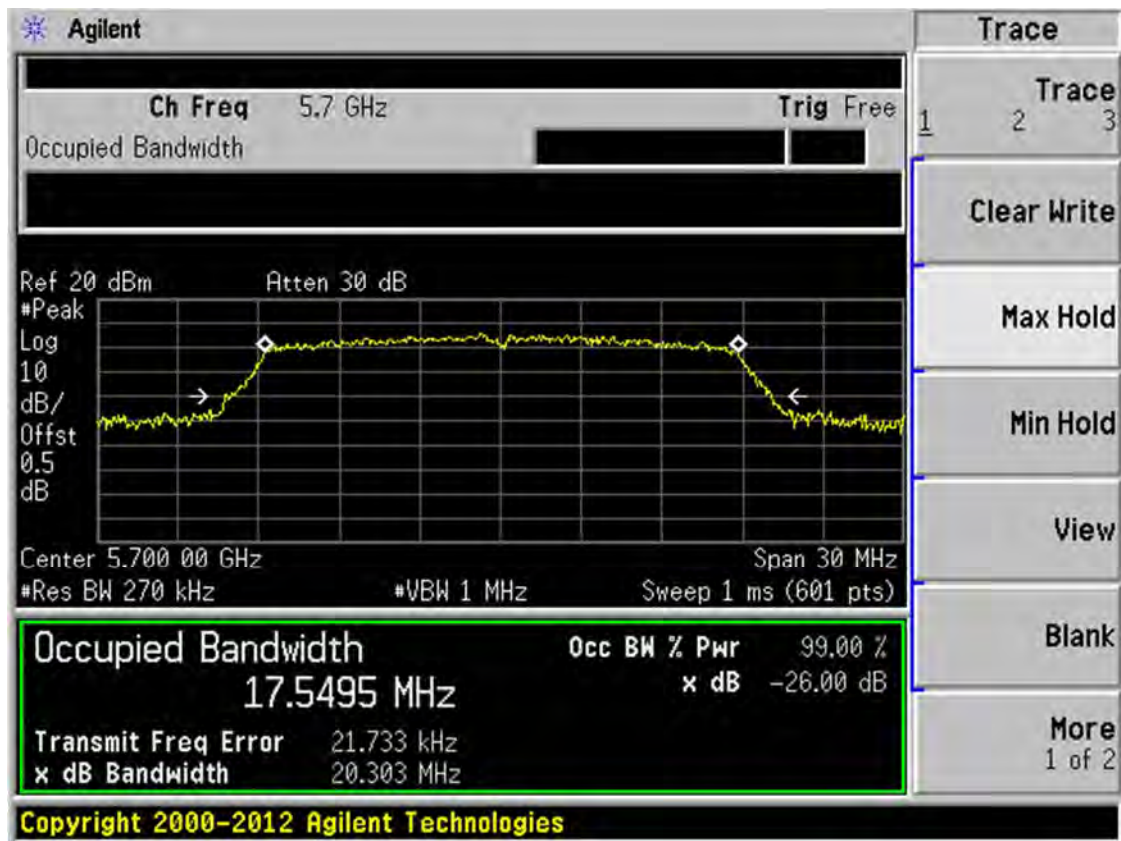 Agilent
Trace
Ch Freq 5.7 GHz Trig Free
Occupied Bandwidth
Trace
1 2 3
Clear Write
Max Hold
Min Hold
View
Blank
More
1 of 2
Ref 20 dBm Atten 30 dB
#Peak
Log
10
dB/
Offst
0.5
dB
Center 5.700 00 GHz Span 30 MHz
#Res BW 270 kHz #VBW 1 MHz Sweep 1 ms (601 pts)
Occupied Bandwidth
17.5495 MHz
Occ BW % Pwr 99.00 %
x dB -26.00 dB
Transmit Freq Error 21.733 kHz
x dB Bandwidth 20.303 MHz
Copyright 2000-2012 Agilent Technologies